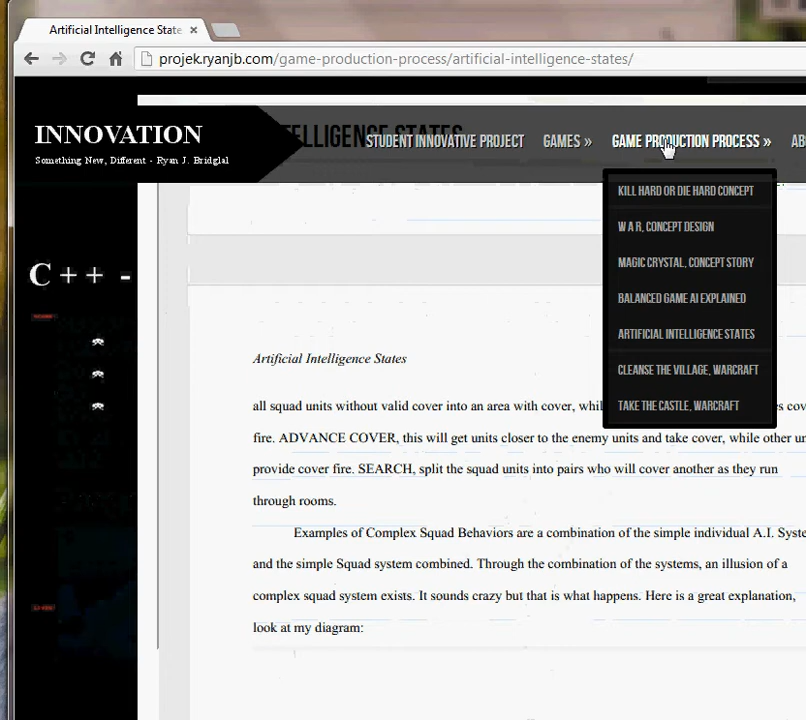 Artificial Intelligence State
projek.ryanjb.com/game-production-process/artificial-intelligence-states/
INTELLIGENCE STATES
INNOVATION
STUDENT INNOVATIVE PROJECT GAMES » GAME PRODUCTION PROCESS » AB
Something New, Different - Ryan J. Bridglal
KILL HARD OR DIE HARD CONCEPT
W A R, CONCEPT DESIGN
MAGIC CRYSTAL, CONCEPT STORY
BALANCED GAME AI EXPLAINED
ARTIFICIAL INTELLIGENCE STATES
CLEANSE THE VILLAGE, WARCRAFT
TAKE THE CASTLE, WARCRAFT
C++ -
Artificial Intelligence States
all squad units without valid cover into an area with cover, whil es cov
fire. ADVANCE COVER, this will get units closer to the enemy units and take cover, while other un
provide cover fire. SEARCH, split the squad units into pairs who will cover another as they run
through rooms.
Examples of Complex Squad Behaviors are a combination of the simple individual A.I. Syste
and the simple Squad system combined. Through the combination of the systems, an illusion of a
complex squad system exists. It sounds crazy but that is what happens. Here is a great explanation,
look at my diagram: